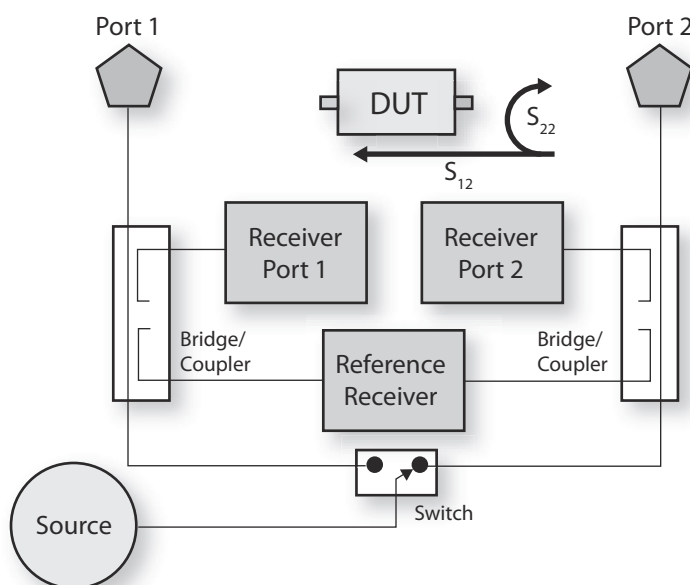 Port 1
Port 2
DUT
S22
S12
Receiver
Port 1
Receiver
Port 2
Bridge/
Coupler
Reference
Receiver
Bridge/
Coupler
Switch
Source